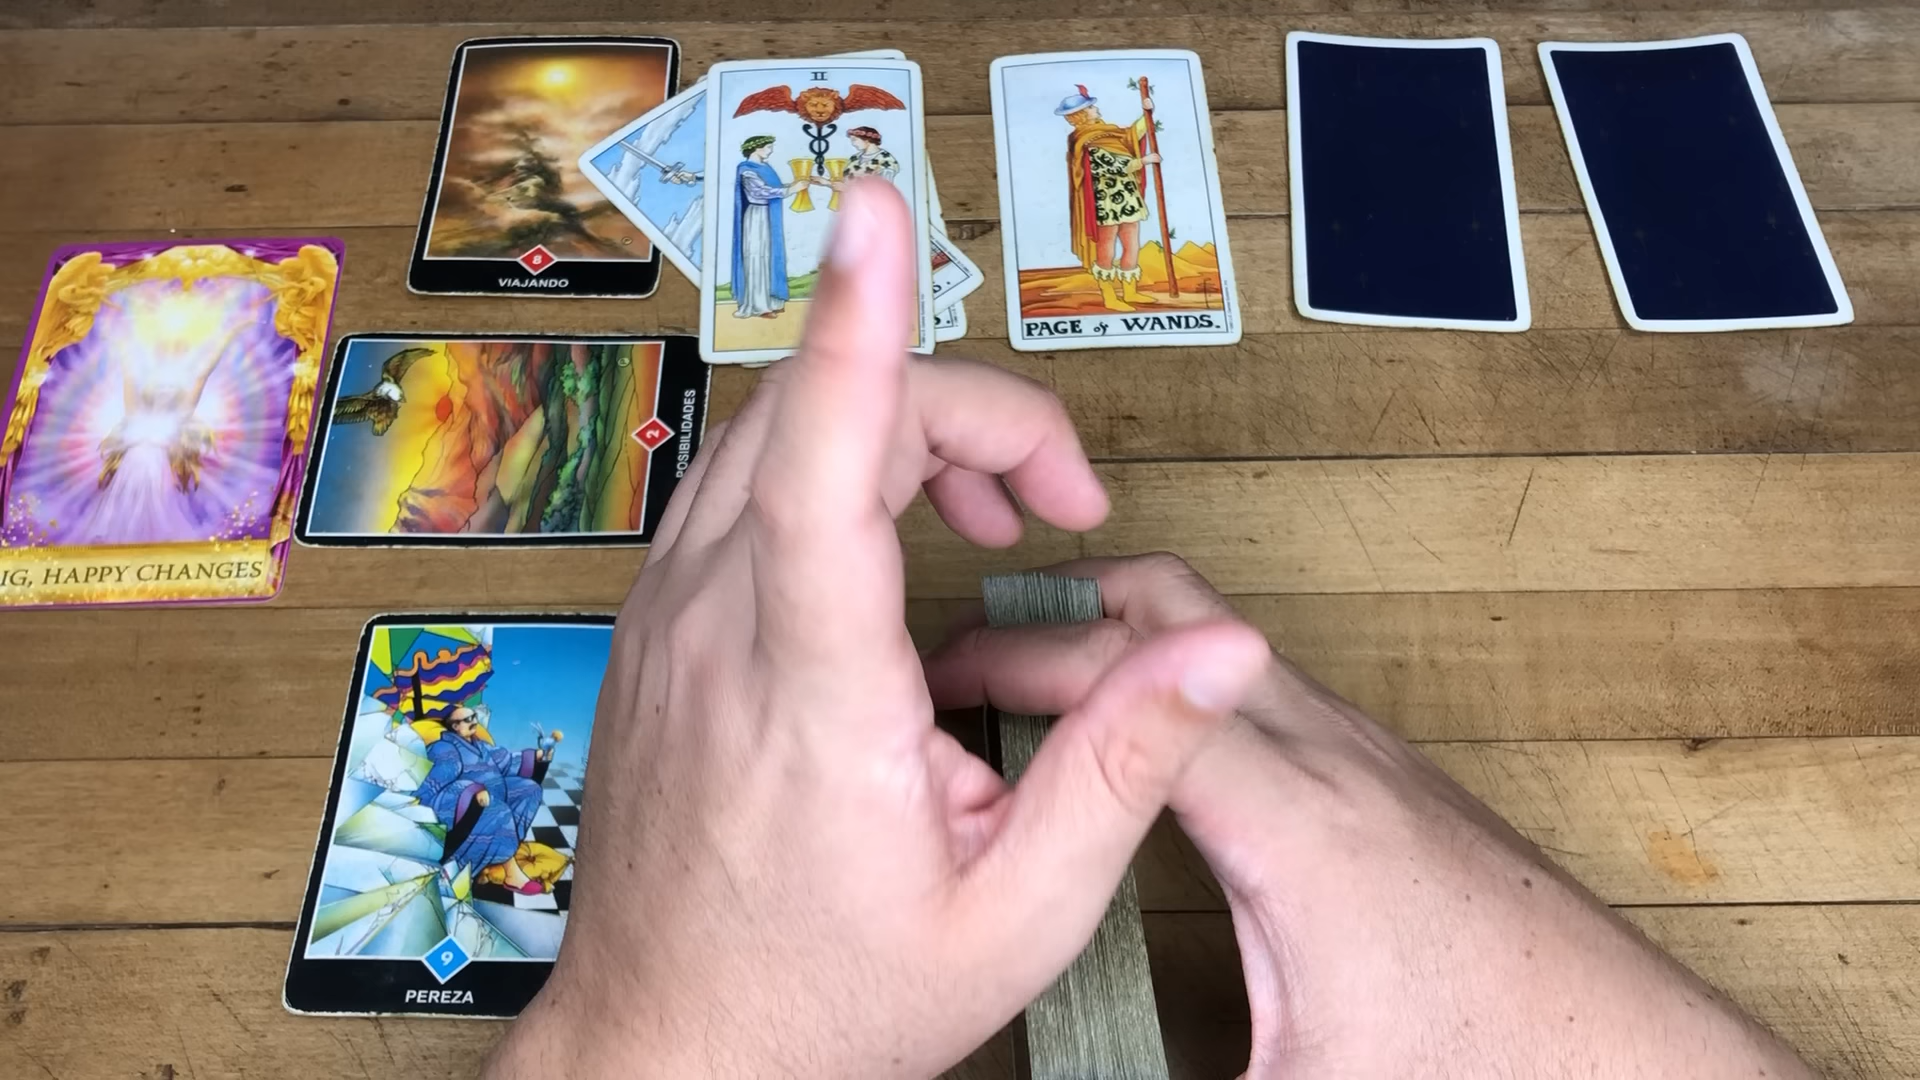 8
VIAJANDO
II
PAGE of WANDS.
2
POSIBILIDADES
IG, HAPPY CHANGES
9
PEREZA